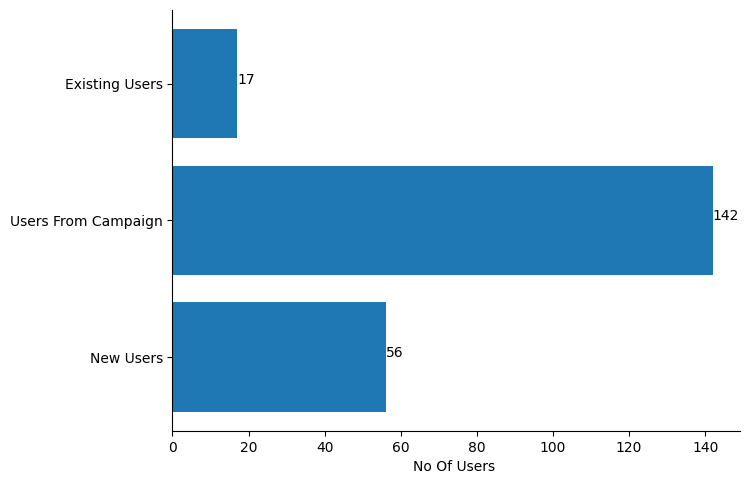 Existing Users
17
Users From Campaign
142
New Users
56
0 20 40 60 80 100 120 140
No Of Users